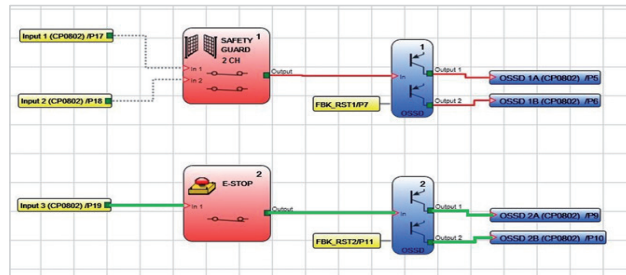 Input 1 (CP0802) /P17
Input 2 (CP0802) /P18
SAFETY 1
GUARD
2 CH
In 1
In 2
Output
FBK_RST1/P7
1
In
Output 1
Output 2
OSSD
OSSD 1A (CP0802) /P5
OSSD 1B (CP0802) /P6
Input 3 (CP0802) /P19
2
E-STOP
In 1
Output
FBK_RST2/P11
2
In
Output 1
Output 2
OSSD
OSSD 2A (CP0802) /P9
OSSD 2B (CP0802) /P10